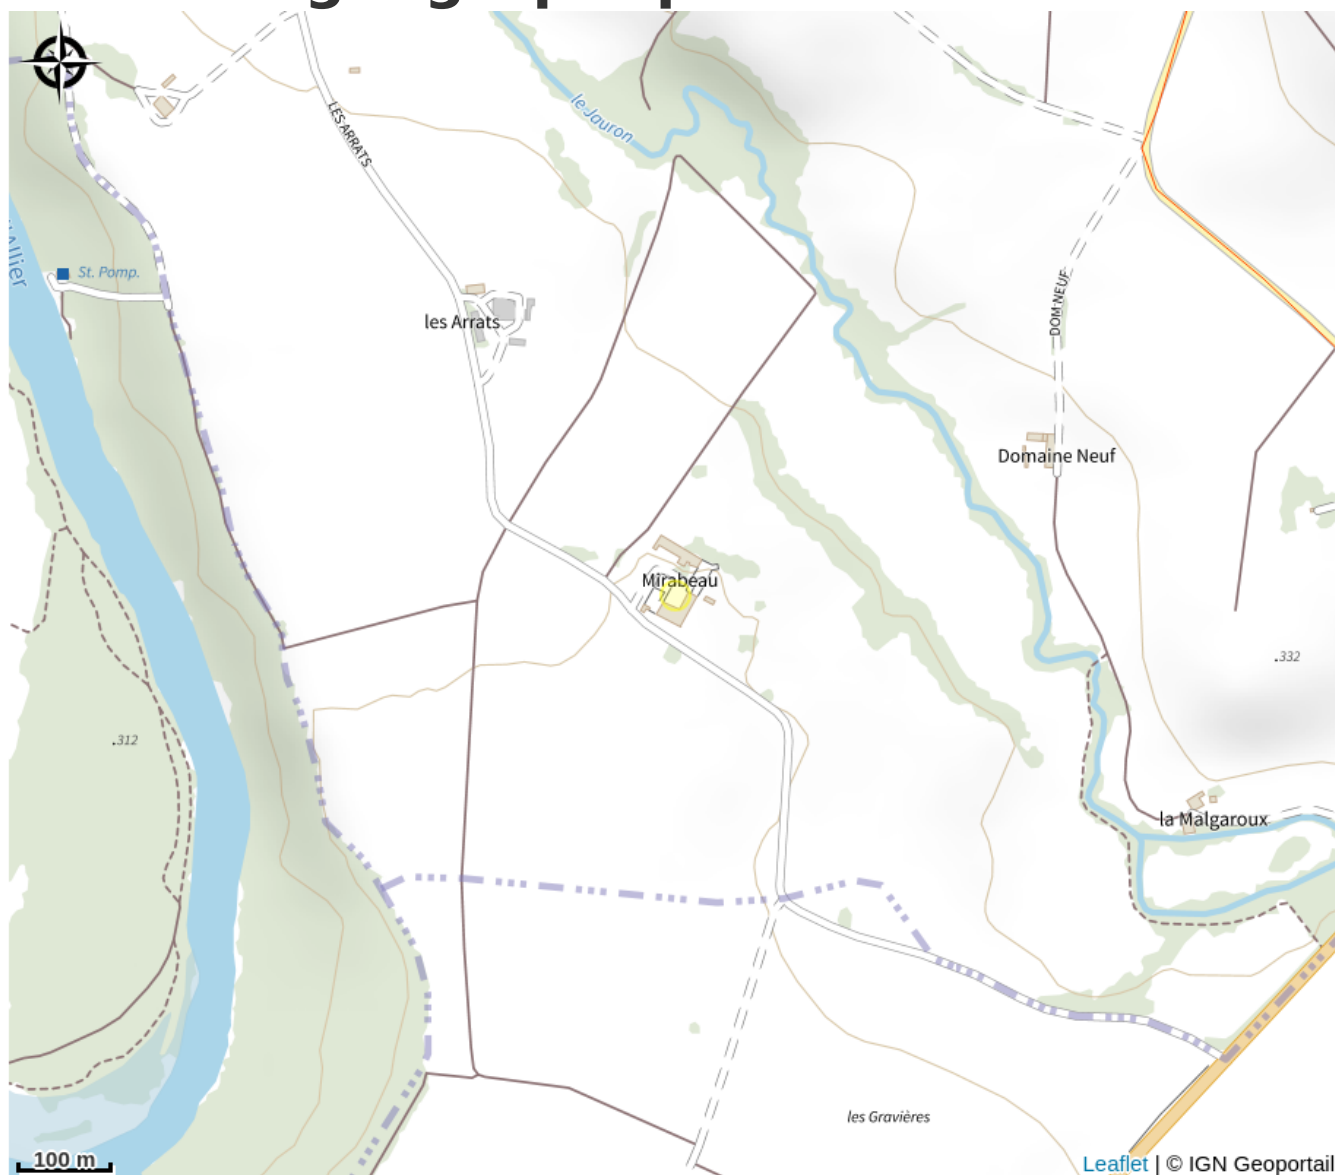 le Jauron
LES ARRATS
l'Allier
St. Pomp.
les Arrats
DOM NEUF
Domaine Neuf
Mirabeau
.332
.312
la Malgaroux
les Gravières
100 m
Leaflet | © IGN Geoportail